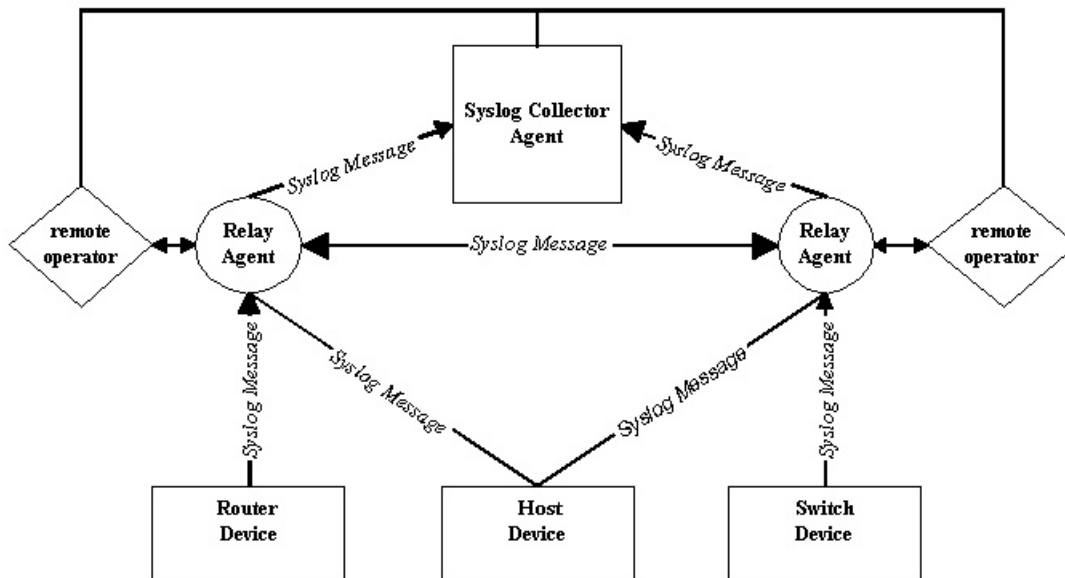 Syslog Collector
Agent
Syslog Message
Syslog Message
remote
operator
Relay
Agent
Syslog Message
Relay
Agent
remote
operator
Syslog Message
Syslog Message
Syslog Message
Syslog Message
Router
Device
Host
Device
Switch
Device